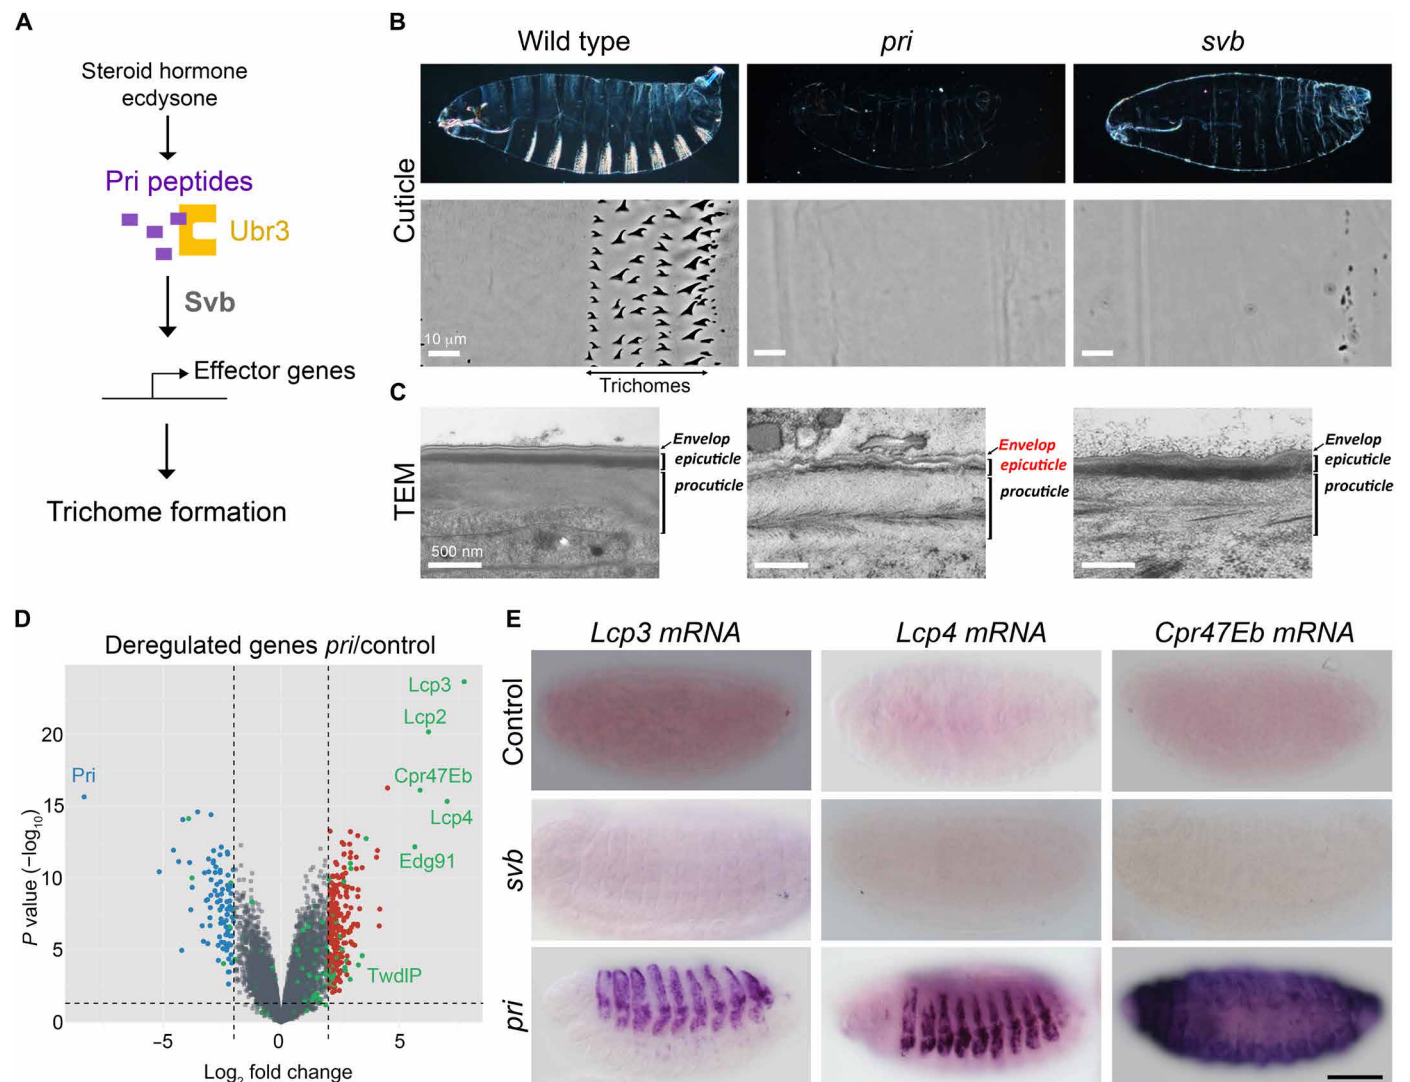 A
Steroid hormone
ecdysone
Pri peptides
Ubr3
Svb
Effector genes
Trichome formation
B
Wild type
pri
svb
Cuticle
10 µm
Trichomes
C
TEM
Envelop
epicuticle
procuticle
500 nm
Envelop
epicuticle
procuticle
Envelop
epicuticle
procuticle
D
Deregulated genes pri/control
P value (−log10)
20
15
10
5
0
Lcp3
Lcp2
Pri
Cpr47Eb
Lcp4
Edg91
TwdlP
−5
0
5
Log2 fold change
E
Lcp3 mRNA
Lcp4 mRNA
Cpr47Eb mRNA
Control
svb
pri